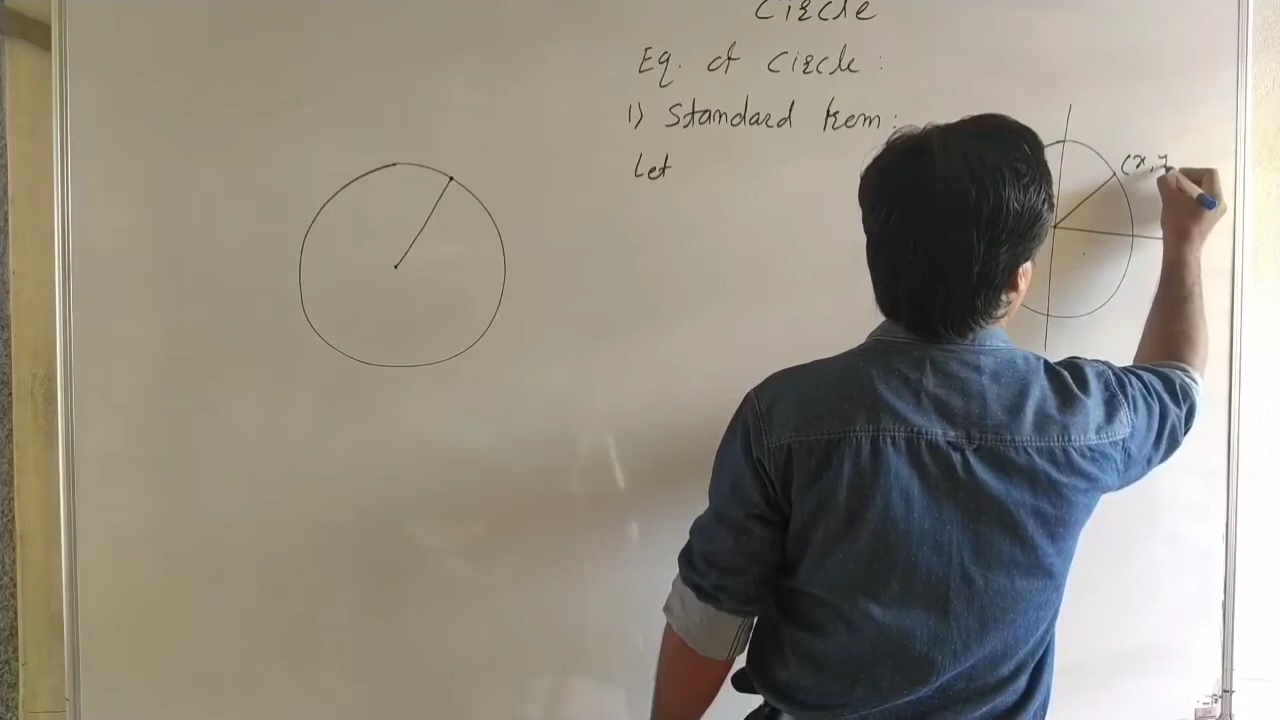 Circle
Eq. of circle :
1) Standard form :
Let
(x, y